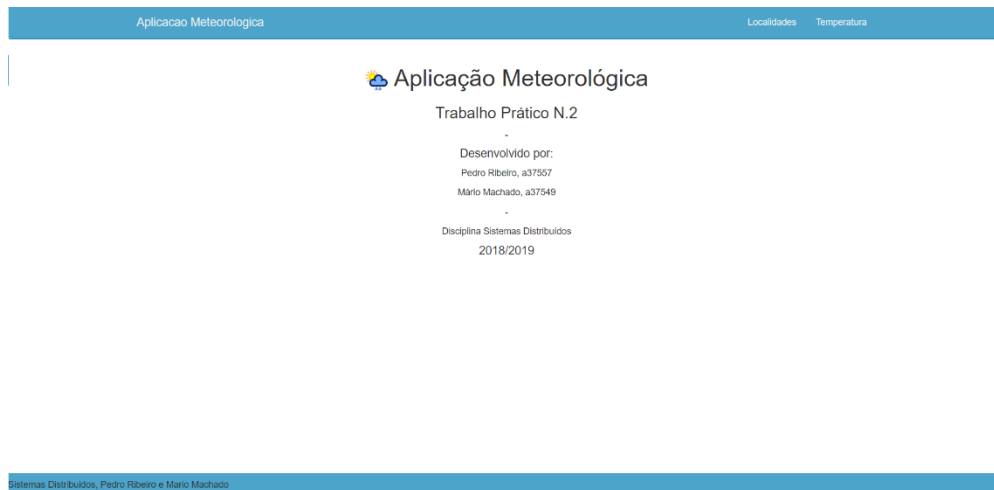 Aplicacao Meteorologica
Localidades
Temperatura
Aplicação Meteorológica
Trabalho Prático N.2
-
Desenvolvido por:
Pedro Ribeiro, a37557
Mário Machado, a37549
-
Disciplina Sistemas Distribuídos
2018/2019
Sistemas Distribuidos, Pedro Ribeiro e Mario Machado